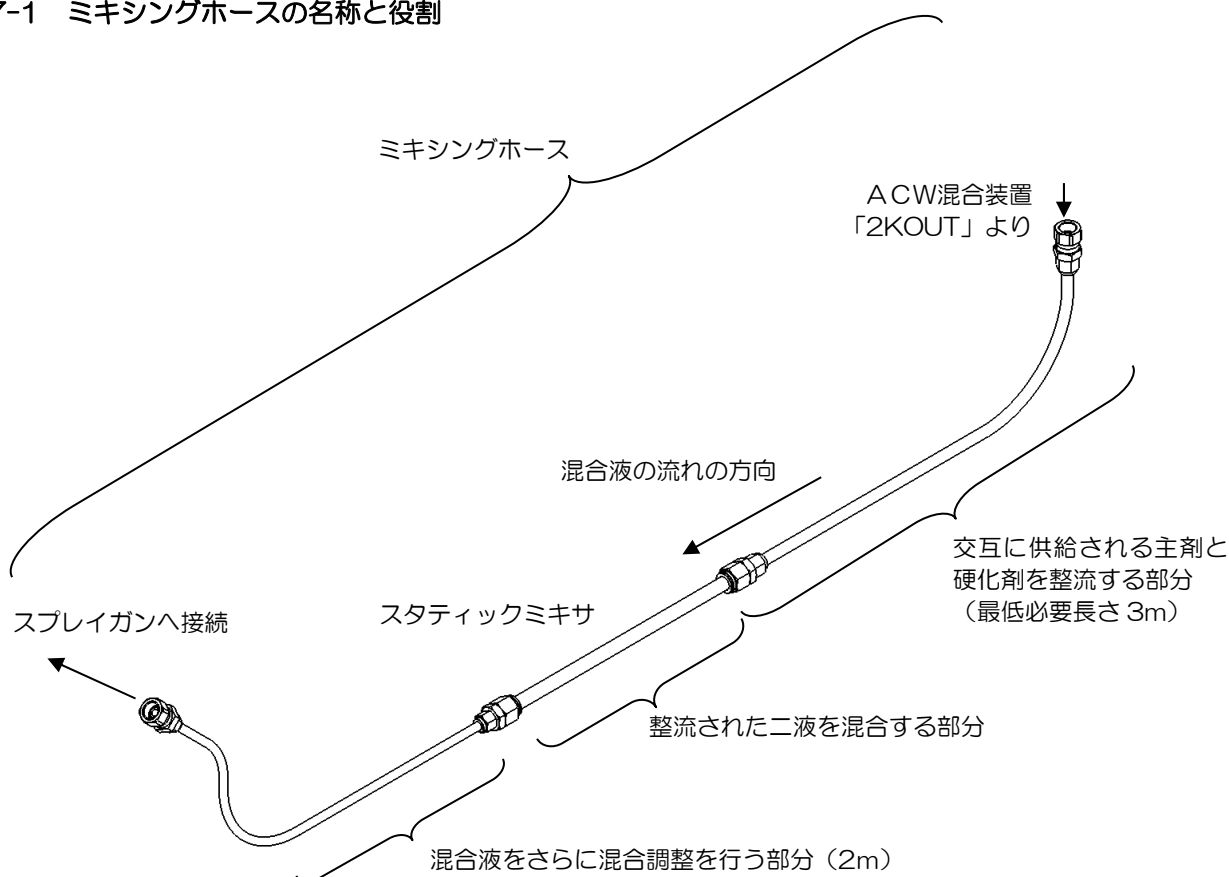 7-1 ミキシングホースの名称と役割
ミキシングホース
ACW混合装置
「2KOUT」より
混合液の流れの方向
交互に供給される主剤と
硬化剤を整流する部分
（最低必要長さ 3m）
スプレイガンへ接続
スタティックミキサ
整流された二液を混合する部分
混合液をさらに混合調整を行う部分（2m）